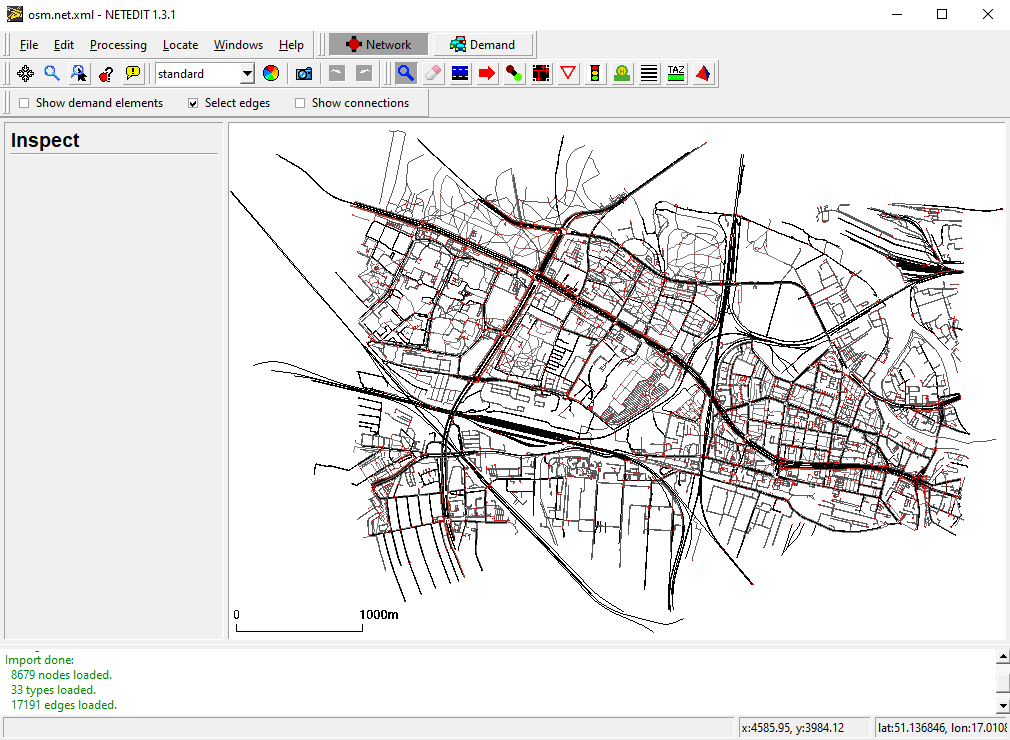 osm.net.xml - NETEDIT 1.3.1
File Edit Processing Locate Windows Help Network Demand
standard TAZ
Show demand elements Select edges Show connections
Inspect
0 1000m
Import done:
8679 nodes loaded.
33 types loaded.
17191 edges loaded.
x:4585.95, y:3984.12 lat:51.136846, lon:17.0108